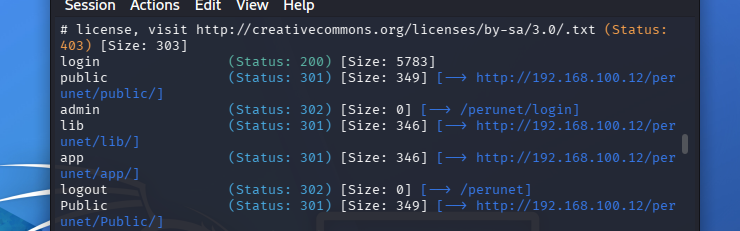 Session Actions Edit View Help
# license, visit http://creativecommons.org/licenses/by-sa/3.0/.txt (Status:
403) [Size: 303]
login (Status: 200) [Size: 5783]
public (Status: 301) [Size: 349] [--> http://192.168.100.12/per
unet/public/]
admin (Status: 302) [Size: 0] [--> /perunet/login]
lib (Status: 301) [Size: 346] [--> http://192.168.100.12/per
unet/lib/]
app (Status: 301) [Size: 346] [--> http://192.168.100.12/per
unet/app/]
logout (Status: 302) [Size: 0] [--> /perunet]
Public (Status: 301) [Size: 349] [--> http://192.168.100.12/per
unet/Public/]